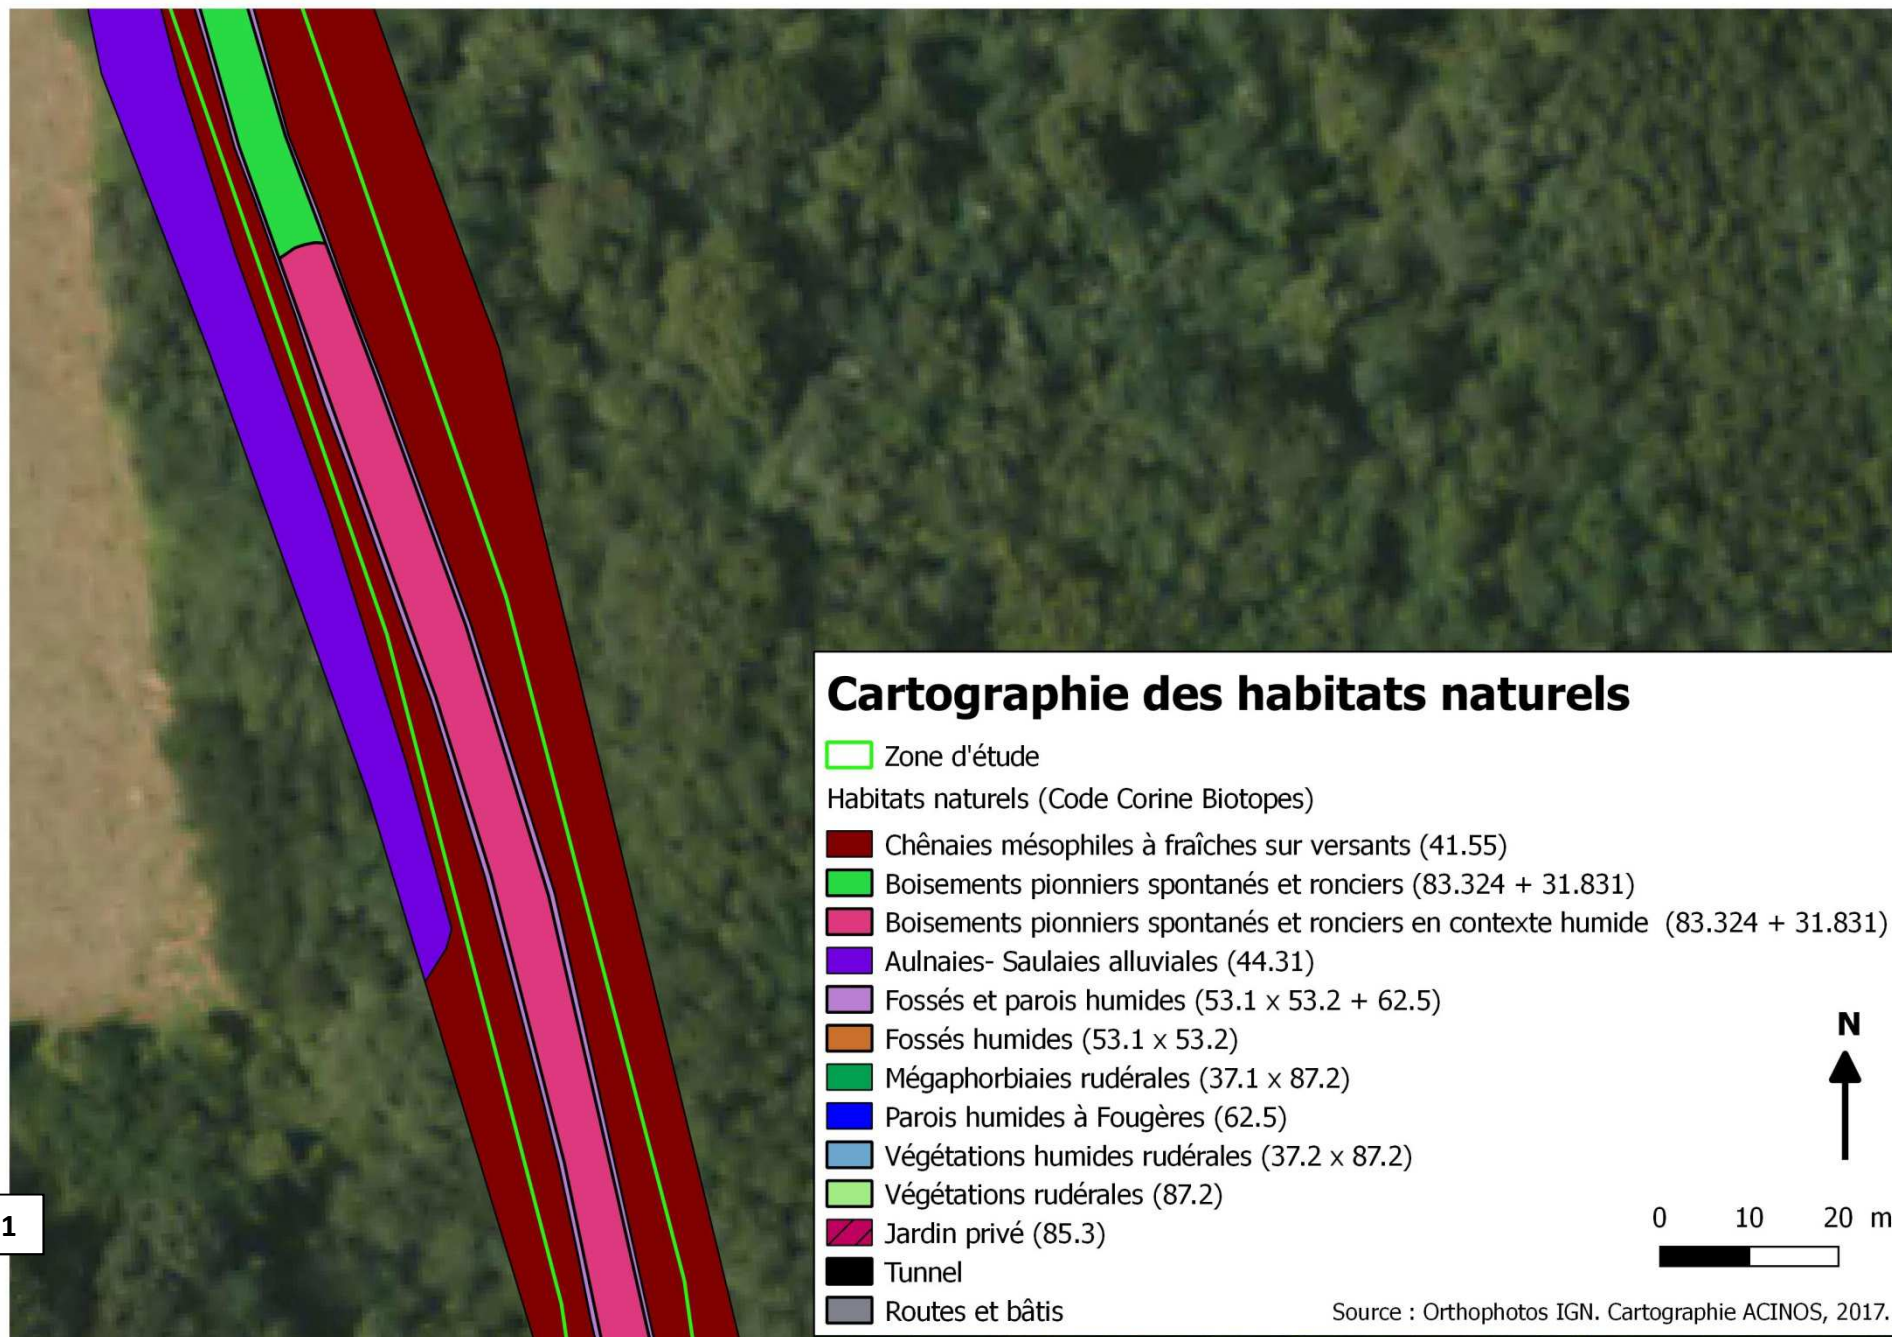 Cartographie des habitats naturels
Zone d'étude
Habitats naturels (Code Corine Biotopes)
Chênaies mésophiles à fraîches sur versants (41.55)
Boisements pionniers spontanés et ronciers (83.324 + 31.831)
Boisements pionniers spontanés et ronciers en contexte humide (83.324 + 31.831)
Aulnaies- Saulaies alluviales (44.31)
Fossés et parois humides (53.1 x 53.2 + 62.5)
Fossés humides (53.1 x 53.2)
Mégaphorbiaies rudérales (37.1 x 87.2)
Parois humides à Fougères (62.5)
Végétations humides rudérales (37.2 x 87.2)
Végétations rudérales (87.2)
Jardin privé (85.3)
Tunnel
Routes et bâtis
N
0 10 20 m
Source : Orthophotos IGN. Cartographie ACINOS, 2017.
1